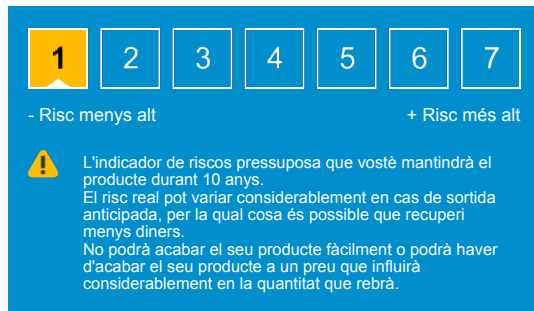 1 2 3 4 5 6 7
- Risc menys alt + Risc més alt
L'indicador de riscos pressuposa que vostè mantindrà el
producte durant 10 anys.
El risc real pot variar considerablement en cas de sortida
anticipada, per la qual cosa és possible que recuperi
menys diners.
No podrà acabar el seu producte fàcilment o podrà haver
d'acabar el seu producte a un preu que influirà
considerablement en la quantitat que rebrà.